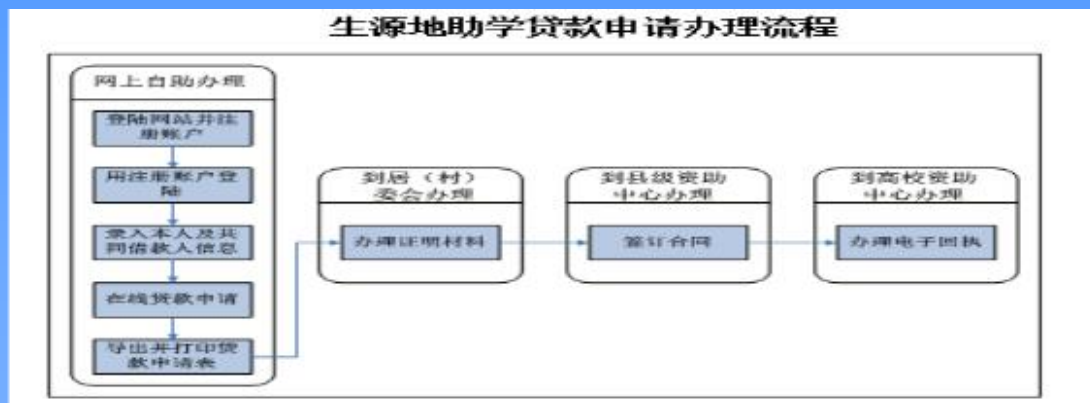 生源地助学贷款申请办理流程
网上自助办理
登陆网站并注
册账户
用注册账户登
陆
录入本人及共
同借款人信息
在线贷款申请
导出并打印贷
款申请表
到居（村）
委会办理
办理证明材料
到县级资助
中心办理
签订合同
到高校资助
中心办理
办理电子回执